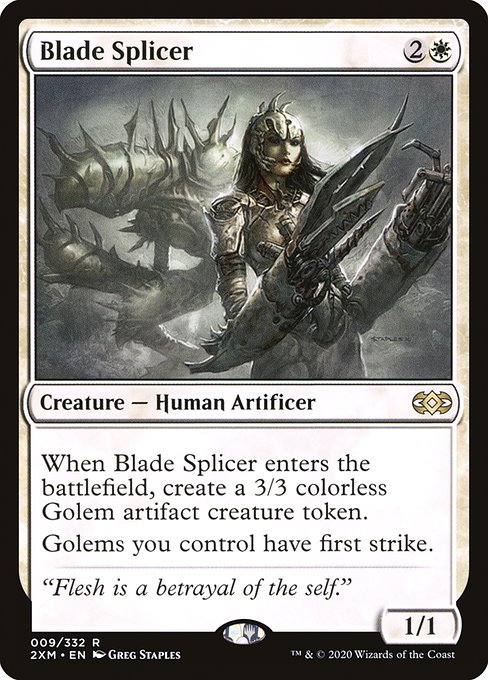 Blade Splicer 2
STAPLES
Creature — Human Artificer
When Blade Splicer enters the
battlefield, create a 3/3 colorless
Golem artifact creature token.
Golems you control have first strike.
“Flesh is a betrayal of the self.”
1/1
009/332 R
2XM • EN Greg Staples ™ & © 2020 Wizards of the Coast